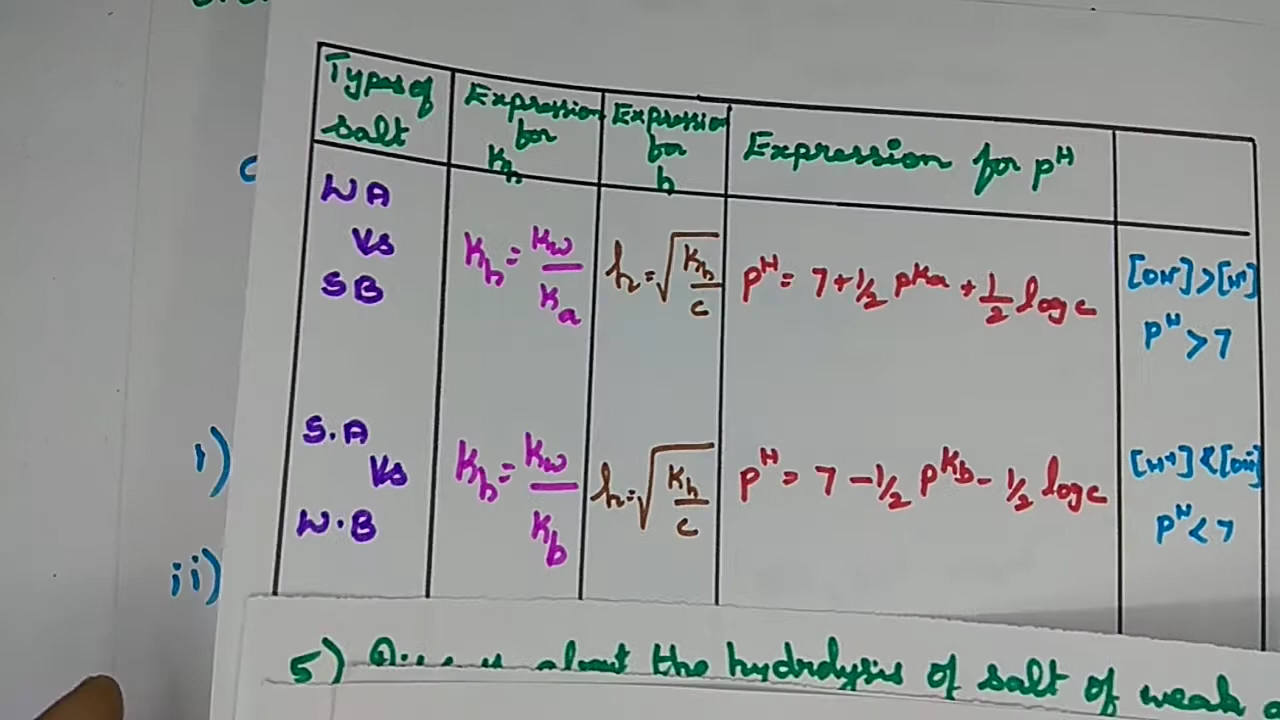 Types of salt
Expression for Kh
Expression for h
Expression for pH
WA
Vs
SB
Kh = Kw/Ka
h = √Kh/c
pH = 7 + 1/2 pKa + 1/2 log c
[OH-] > [H+]
pH > 7
S.A
Vs
W.B
Kh = Kw/Kb
h = √Kh/c
pH = 7 - 1/2 pKb - 1/2 log c
[H+] < [OH-]
pH < 7
i)
ii)
5) about the hydrolysis of salt of weak